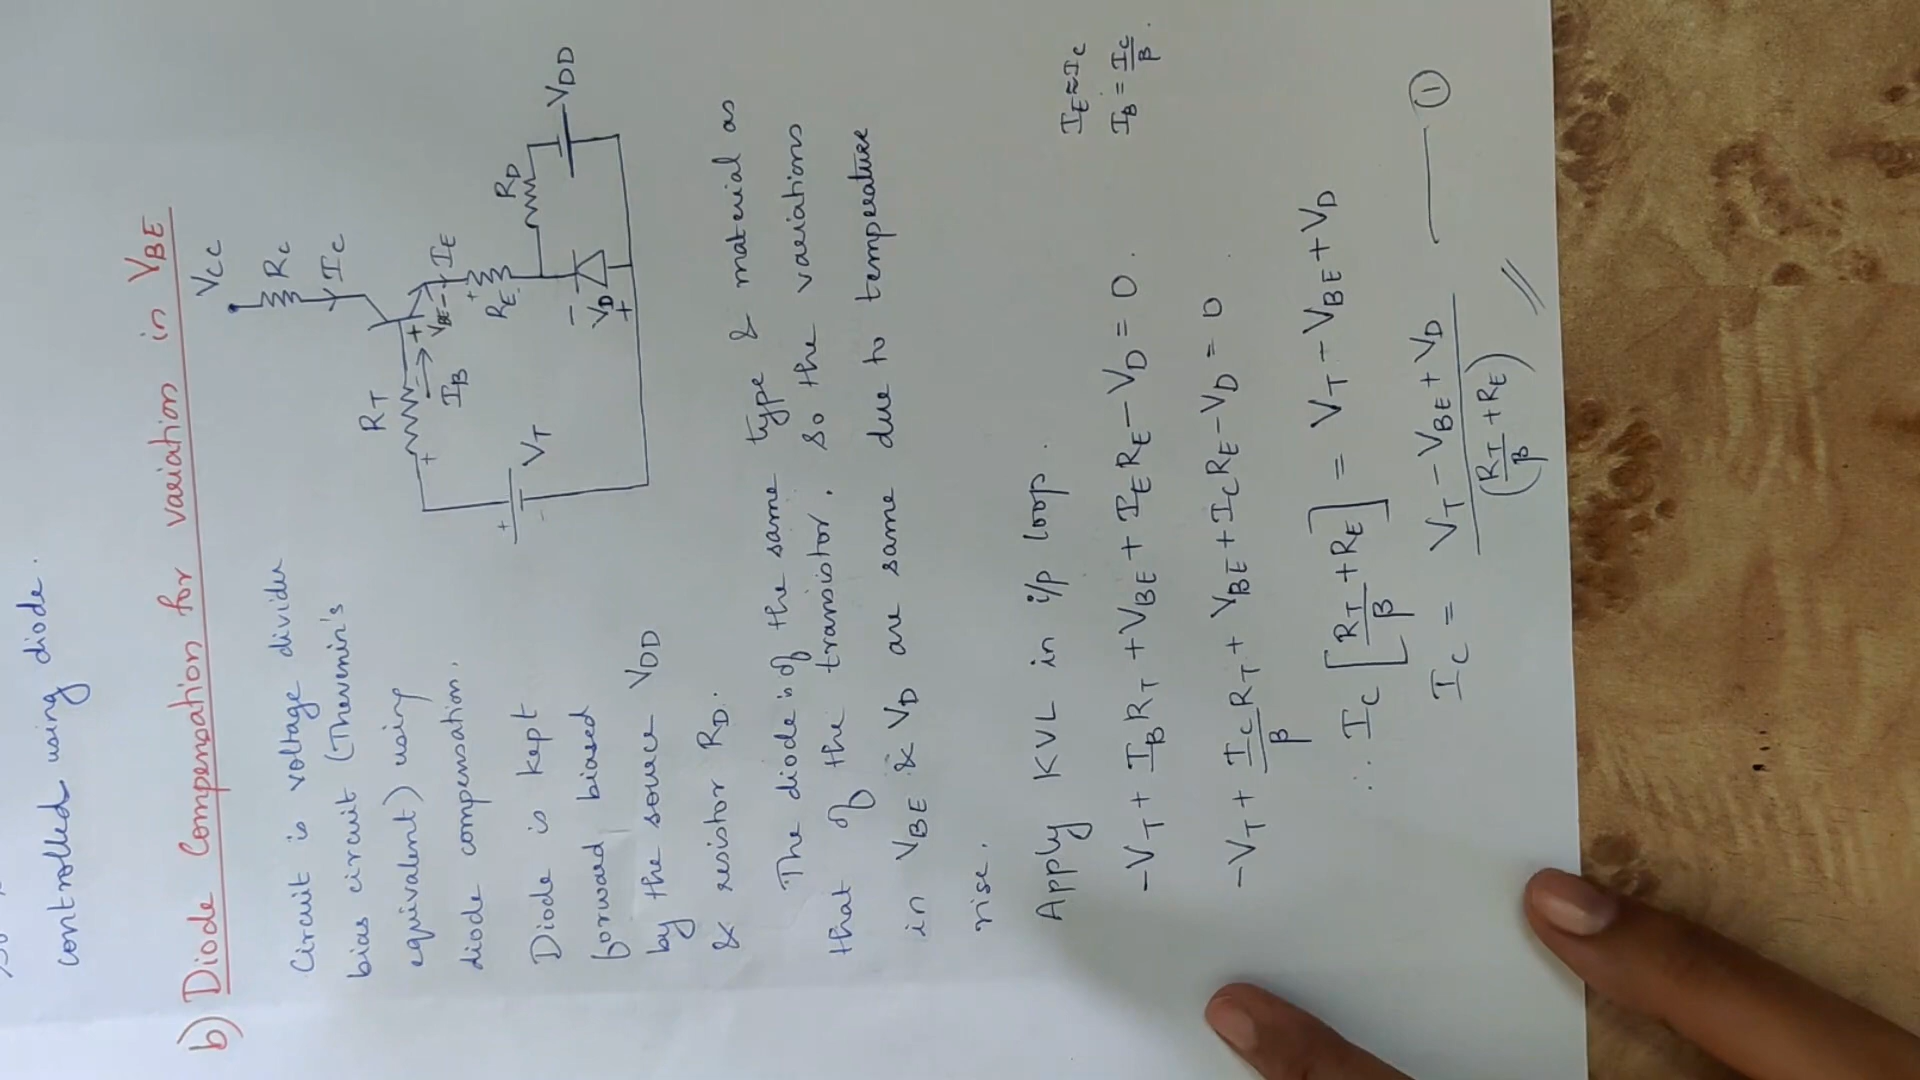 controlled using diode.
b) Diode Compensation for variation in VBE
Circuit is voltage divider
bias circuit (Thevenin's
equivalent) using
diode compensation.
Diode is kept
forward biased
by the source VDD
& resistor RD.
VCC
RC
IC
RT
+
IB
+
VBE
-
IE
+
RE
RD
VDD
-
VD
+
+
VT
-
The diode is of the same type & material as
that of the transistor. So the variations
in VBE & VD are same due to temperature
rise.
Apply KVL in i/p loop.
IE ≈ IC
-VT + IBRT + VBE + IERE - VD = 0.
IB = IC/β.
-VT + IC/β RT + VBE + ICRE - VD = 0
∴ IC [RT/β + RE] = VT - VBE + VD
IC = VT - VBE + VD / (RT/β + RE) — ①